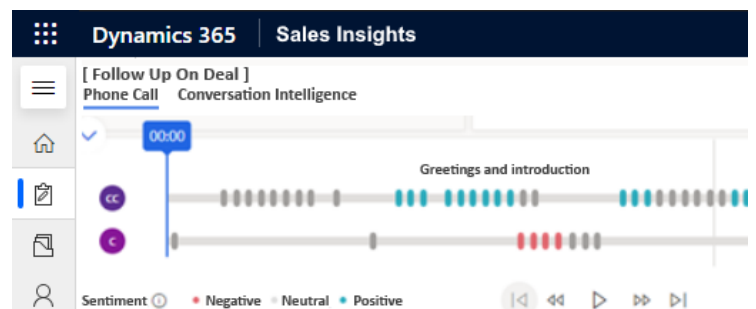 Dynamics 365 Sales Insights
[ Follow Up On Deal ]
Phone Call Conversation Intelligence
00:00
Greetings and introduction
CC
C
Sentiment Negative Neutral Positive